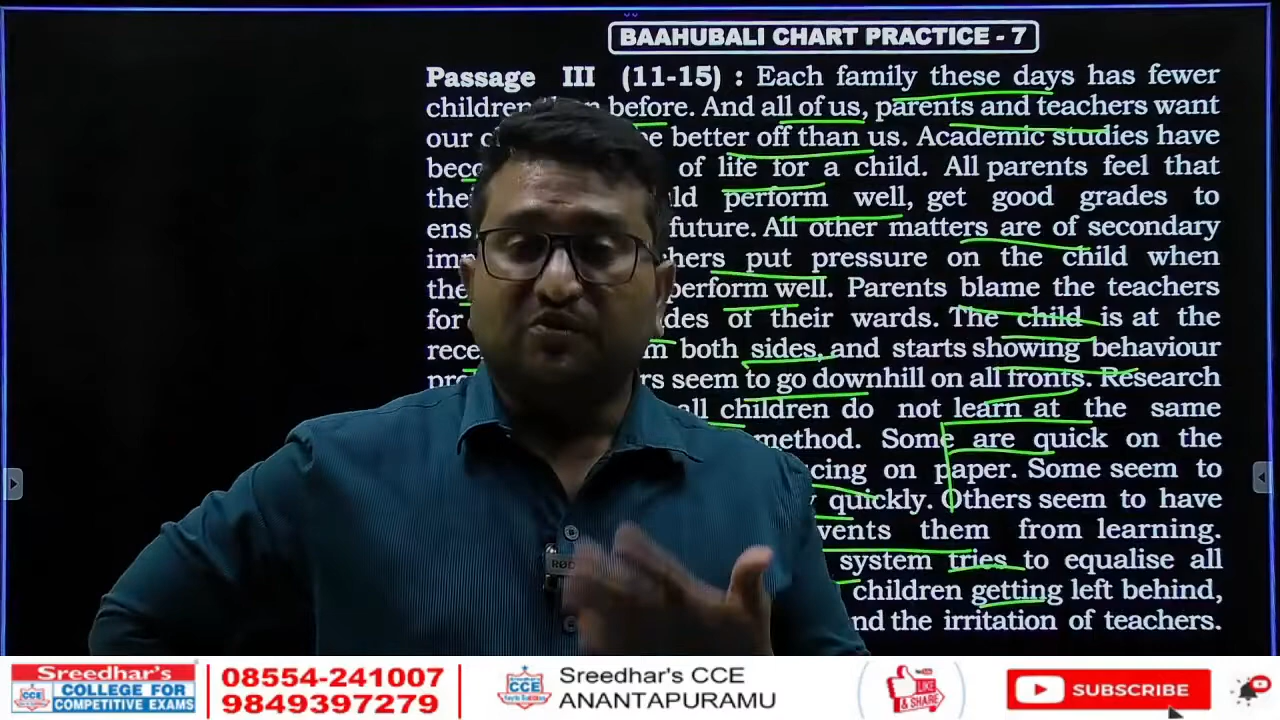 BAAHUBALI CHART PRACTICE - 7
Passage III (11-15) : Each family these days has fewer
children before. And all of us, parents and teachers want
our be better off than us. Academic studies have
of life for a child. All parents feel that
perform well, get good grades to
future. All other matters are of secondary
put pressure on the child when
perform well. Parents blame the teachers
for of their wards. The child is at the
both sides, and starts showing behaviour
seem to go downhill on all fronts. Research
all children do not learn at the same
method. Some are quick on the
on paper. Some seem to
quickly. Others seem to have
them from learning.
system tries to equalise all
children getting left behind,
the irritation of teachers.
RØDE
Sreedhar's
CCE
COLLEGE FOR
COMPETITIVE EXAMS
08554-241007
9849397279
CCE
Sreedhar's CCE
ANANTAPURAMU
LIKE
& SHARE
SUBSCRIBE